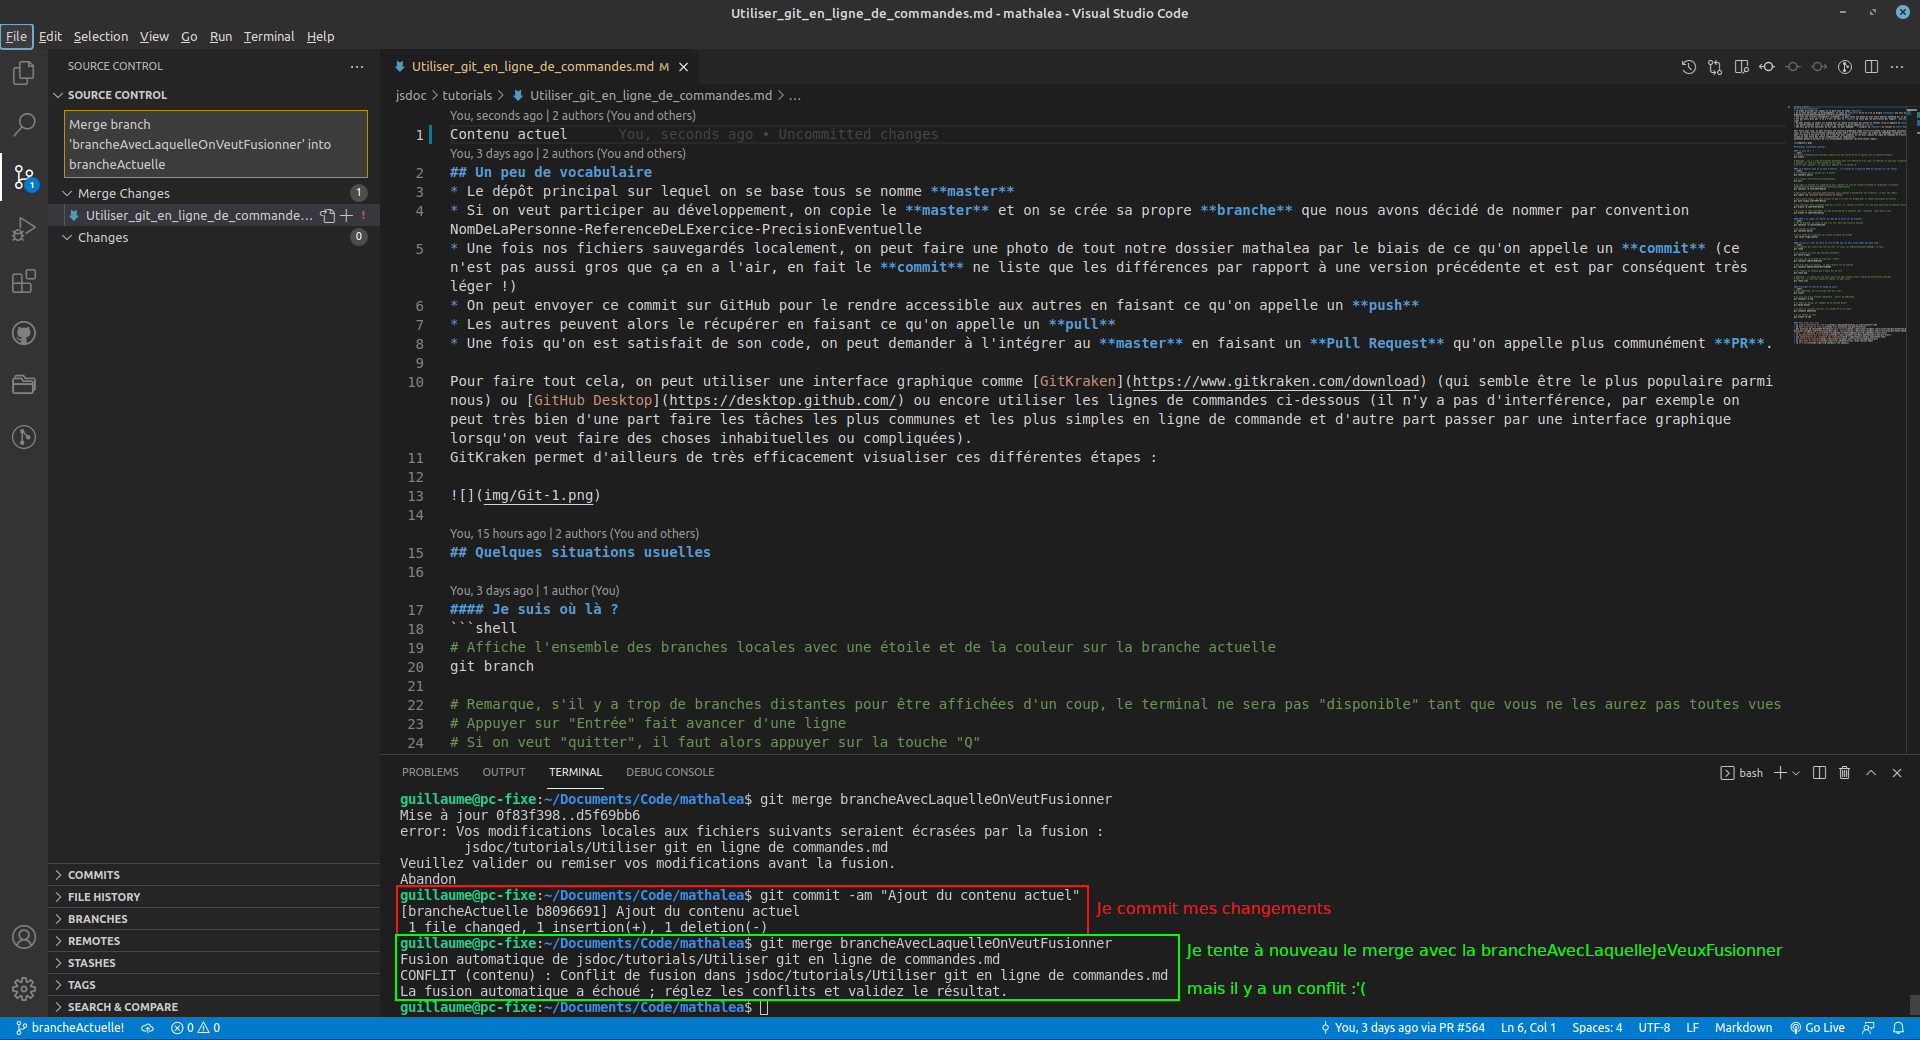 Utiliser_git_en_ligne_de_commandes.md - mathalea - Visual Studio Code
File Edit Selection View Go Run Terminal Help
SOURCE CONTROL
SOURCE CONTROL
Merge branch
'brancheAvecLaquelleOnVeutFusionner' into
brancheActuelle
Merge Changes 1
Utiliser_git_en_ligne_de_commande... !
Changes 0
COMMITS
FILE HISTORY
BRANCHES
REMOTES
STASHES
TAGS
SEARCH & COMPARE
Utiliser_git_en_ligne_de_commandes.md M
jsdoc > tutorials > Utiliser_git_en_ligne_de_commandes.md > ...
You, seconds ago | 2 authors (You and others)
1 Contenu actuel You, seconds ago • Uncommitted changes
You, 3 days ago | 2 authors (You and others)
2 ## Un peu de vocabulaire
3 * Le dépôt principal sur lequel on se base tous se nomme **master**
4 * Si on veut participer au développement, on copie le **master** et on se crée sa propre **branche** que nous avons décidé de nommer par convention
NomDeLaPersonne-ReferenceDeLExercice-PrecisionEventuelle
5 * Une fois nos fichiers sauvegardés localement, on peut faire une photo de tout notre dossier mathalea par le biais de ce qu'on appelle un **commit** (ce
n'est pas aussi gros que ça en a l'air, en fait le **commit** ne liste que les différences par rapport à une version précédente et est par conséquent très
léger !)
6 * On peut envoyer ce commit sur GitHub pour le rendre accessible aux autres en faisant ce qu'on appelle un **push**
7 * Les autres peuvent alors le récupérer en faisant ce qu'on appelle un **pull**
8 * Une fois qu'on est satisfait de son code, on peut demander à l'intégrer au **master** en faisant un **Pull Request** qu'on appelle plus communément **PR**.
9
10 Pour faire tout cela, on peut utiliser une interface graphique comme [GitKraken](https://www.gitkraken.com/download) (qui semble être le plus populaire parmi
nous) ou [GitHub Desktop](https://desktop.github.com/) ou encore utiliser les lignes de commandes ci-dessous (il n'y a pas d'interférence, par exemple on
peut très bien d'une part faire les tâches les plus communes et les plus simples en ligne de commande et d'autre part passer par une interface graphique
lorsqu'on veut faire des choses inhabituelles ou compliquées).
11 GitKraken permet d'ailleurs de très efficacement visualiser ces différentes étapes :
12
13 ![](img/Git-1.png)
14
You, 15 hours ago | 2 authors (You and others)
15 ## Quelques situations usuelles
16
You, 3 days ago | 1 author (You)
17 #### Je suis où là ?
18 ```shell
19 # Affiche l'ensemble des branches locales avec une étoile et de la couleur sur la branche actuelle
20 git branch
21
22 # Remarque, s'il y a trop de branches distantes pour être affichées d'un coup, le terminal ne sera pas "disponible" tant que vous ne les aurez pas toutes vues
23 # Appuyer sur "Entrée" fait avancer d'une ligne
24 # Si on veut "quitter", il faut alors appuyer sur la touche "Q"
PROBLEMS OUTPUT TERMINAL DEBUG CONSOLE bash
guillaume@pc-fixe:~/Documents/Code/mathalea$ git merge brancheAvecLaquelleOnVeutFusionner
Mise à jour 0f83f398..d5f69bb6
error: Vos modifications locales aux fichiers suivants seraient écrasées par la fusion :
jsdoc/tutorials/Utiliser git en ligne de commandes.md
Veuillez valider ou remiser vos modifications avant la fusion.
Abandon
guillaume@pc-fixe:~/Documents/Code/mathalea$ git commit -am "Ajout du contenu actuel"
[brancheActuelle b8096691] Ajout du contenu actuel
1 file changed, 1 insertion(+), 1 deletion(-)
Je commit mes changements
guillaume@pc-fixe:~/Documents/Code/mathalea$ git merge brancheAvecLaquelleOnVeutFusionner
Fusion automatique de jsdoc/tutorials/Utiliser git en ligne de commandes.md
CONFLIT (contenu) : Conflit de fusion dans jsdoc/tutorials/Utiliser git en ligne de commandes.md
La fusion automatique a échoué ; réglez les conflits et validez le résultat.
Je tente à nouveau le merge avec la brancheAvecLaquelleJeVeuxFusionner
mais il y a un conflit :'(
guillaume@pc-fixe:~/Documents/Code/mathalea$
brancheActuelle! 0 0 You, 3 days ago via PR #564 Ln 6, Col 1 Spaces: 4 UTF-8 LF Markdown Go Live